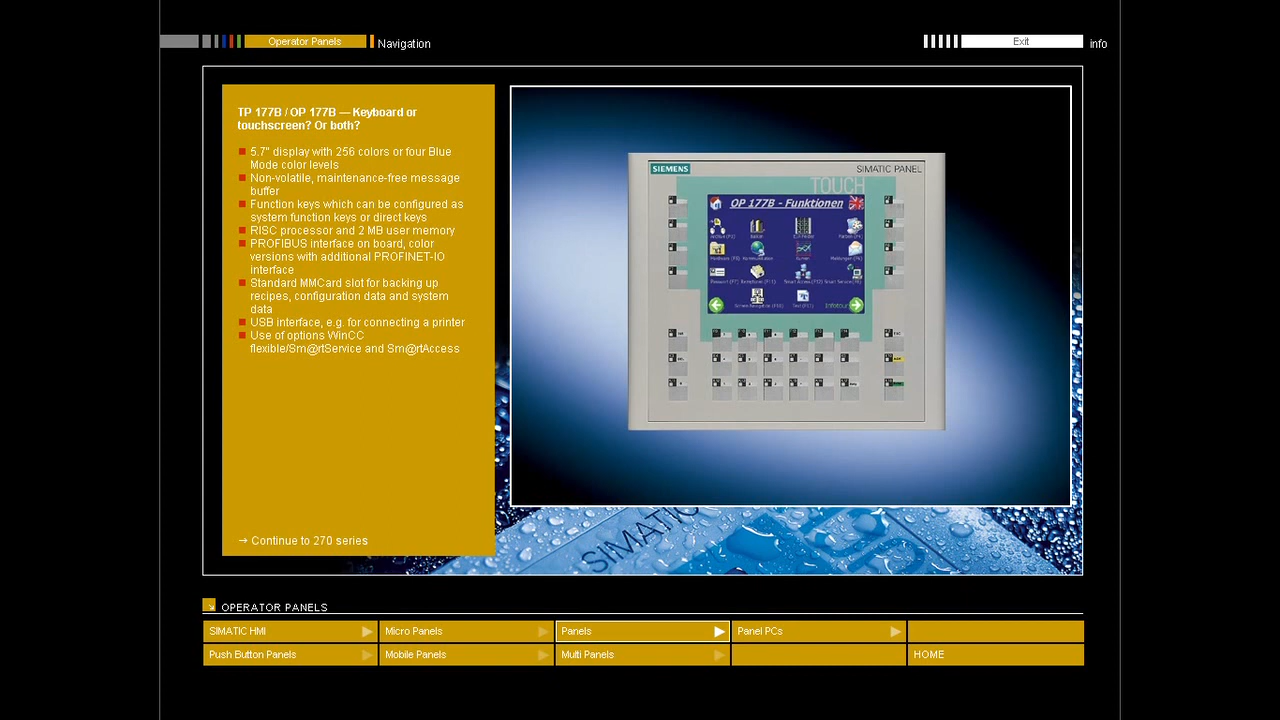 Operator Panels
Navigation
Exit
info
TP 177B / OP 177B — Keyboard or
touchscreen? Or both?
5.7" display with 256 colors or four Blue
Mode color levels
Non-volatile, maintenance-free message
buffer
Function keys which can be configured as
system function keys or direct keys
RISC processor and 2 MB user memory
PROFIBUS interface on board, color
versions with additional PROFINET-IO
interface
Standard MMCard slot for backing up
recipes, configuration data and system
data
USB interface, e.g. for connecting a printer
Use of options WinCC
flexible/Sm@rtService and Sm@rtAccess
→ Continue to 270 series
SIEMENS
SIMATIC PANEL
TOUCH
OP 177B - Funktionen
Infotour
SIMATIC
OPERATOR PANELS
SIMATIC HMI
Micro Panels
Panels
Panel PCs
Push Button Panels
Mobile Panels
Multi Panels
HOME